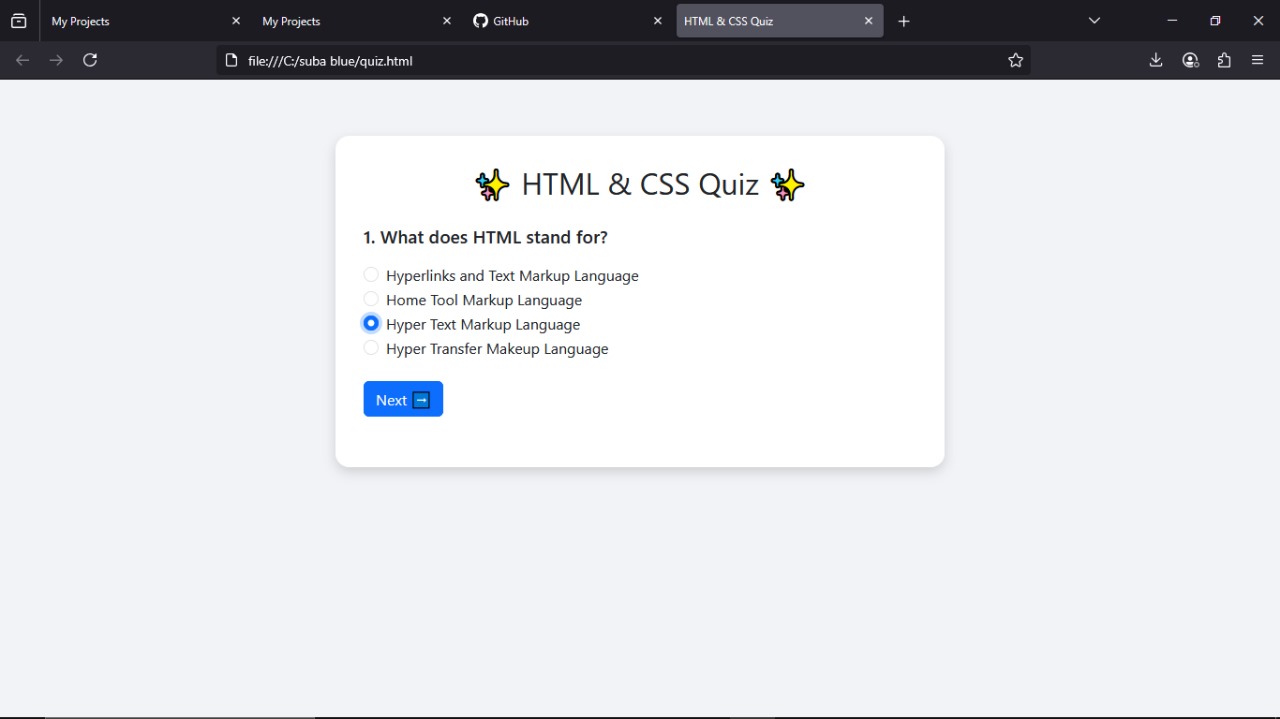 My Projects
My Projects
GitHub
HTML & CSS Quiz
file:///C:/suba blue/quiz.html
✨ HTML & CSS Quiz ✨
1. What does HTML stand for?
Hyperlinks and Text Markup Language
Home Tool Markup Language
Hyper Text Markup Language
Hyper Transfer Makeup Language
Next ➡️